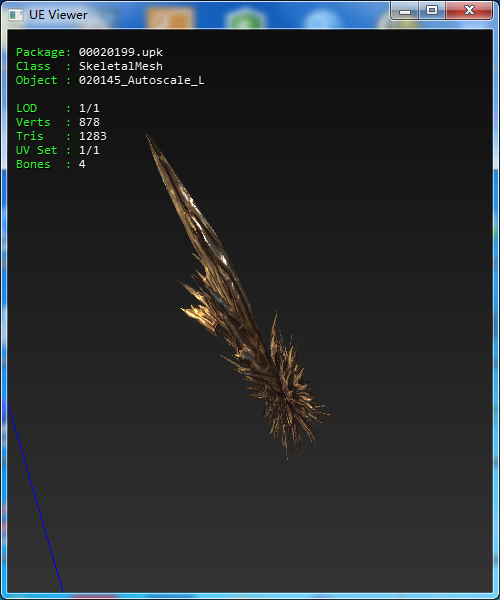 UE Viewer
Package: 00020199.upk
Class : SkeletalMesh
Object : 020145_Autoscale_L
LOD : 1/1
Verts : 878
Tris : 1283
UV Set : 1/1
Bones : 4